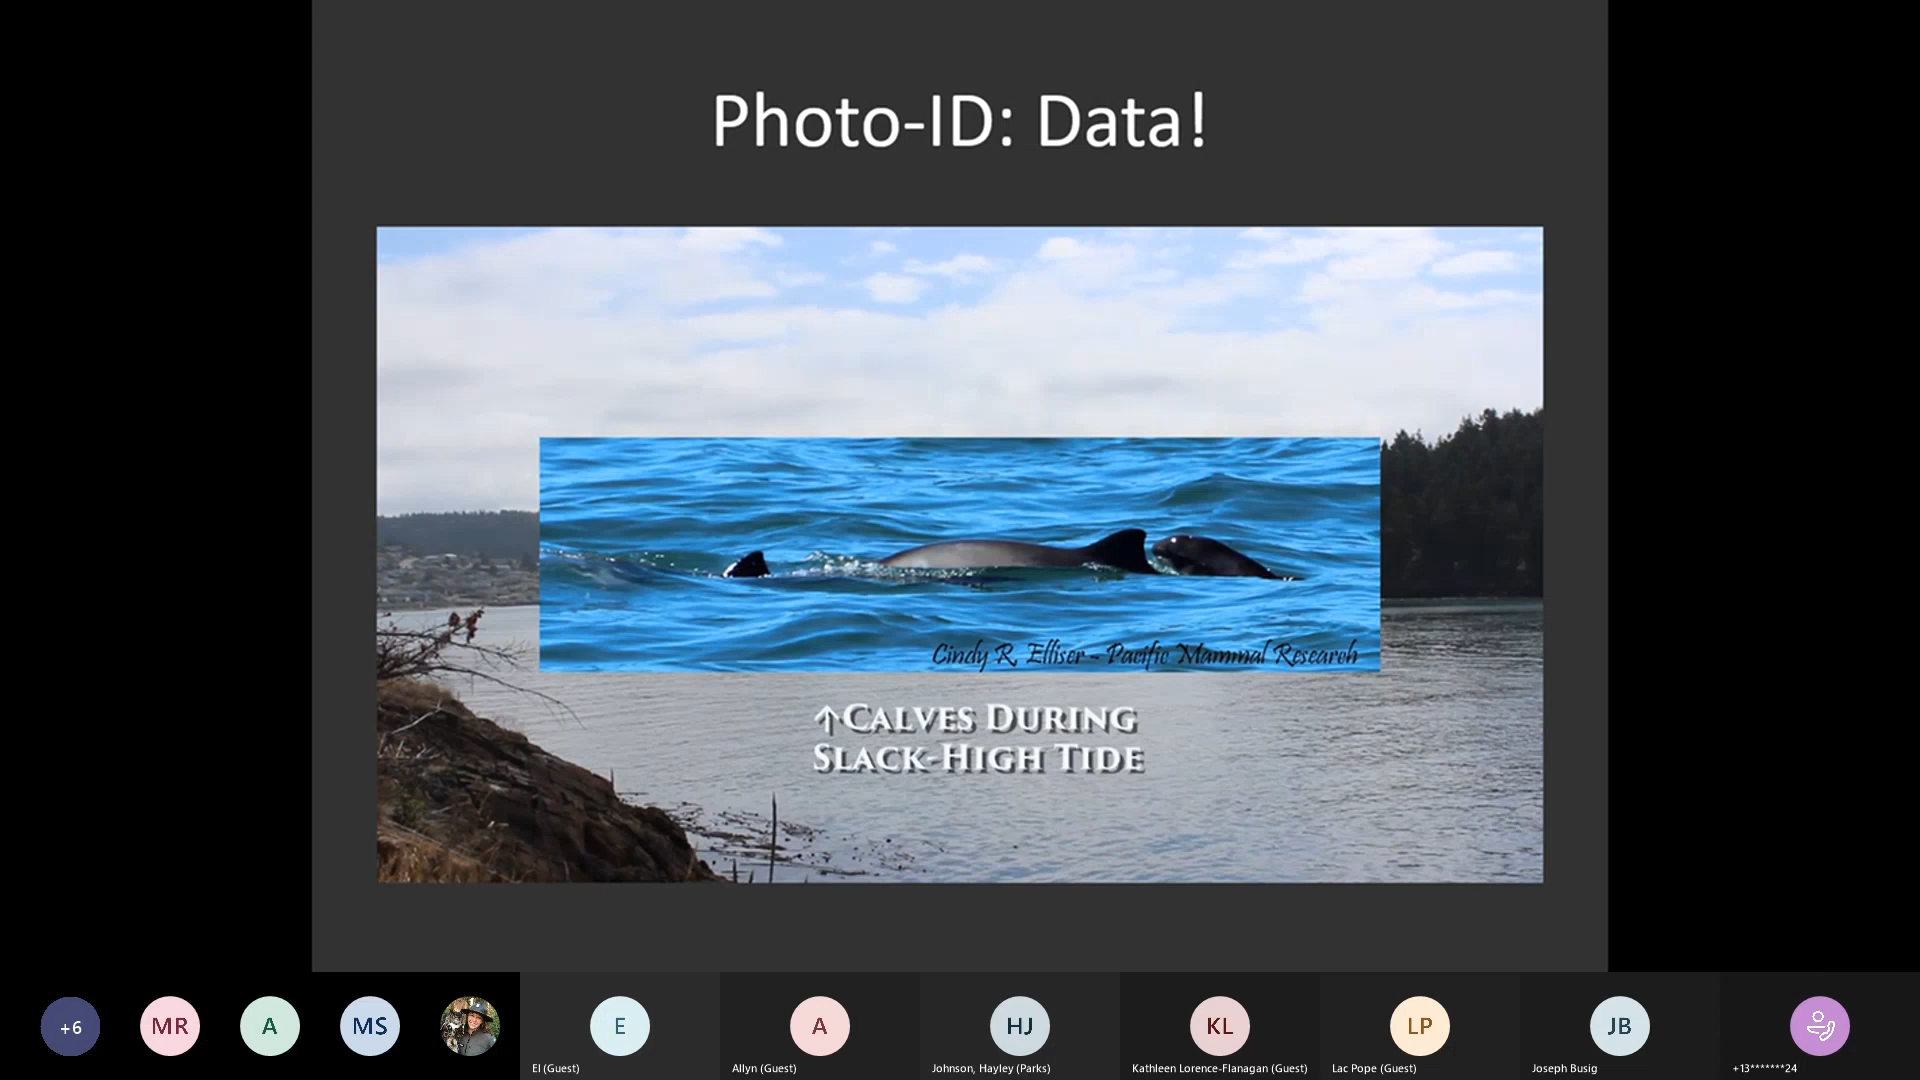 Photo-ID: Data!
Cindy R. Elliser - Pacific Mammal Research
↑CALVES DURING
SLACK-HIGH TIDE
+6
MR
A
MS
E
A
HJ
KL
LP
JB
El (Guest)
Allyn (Guest)
Johnson, Hayley (Parks)
Kathleen Lorence-Flanagan (Guest)
Lac Pope (Guest)
Joseph Busig
+13*******24